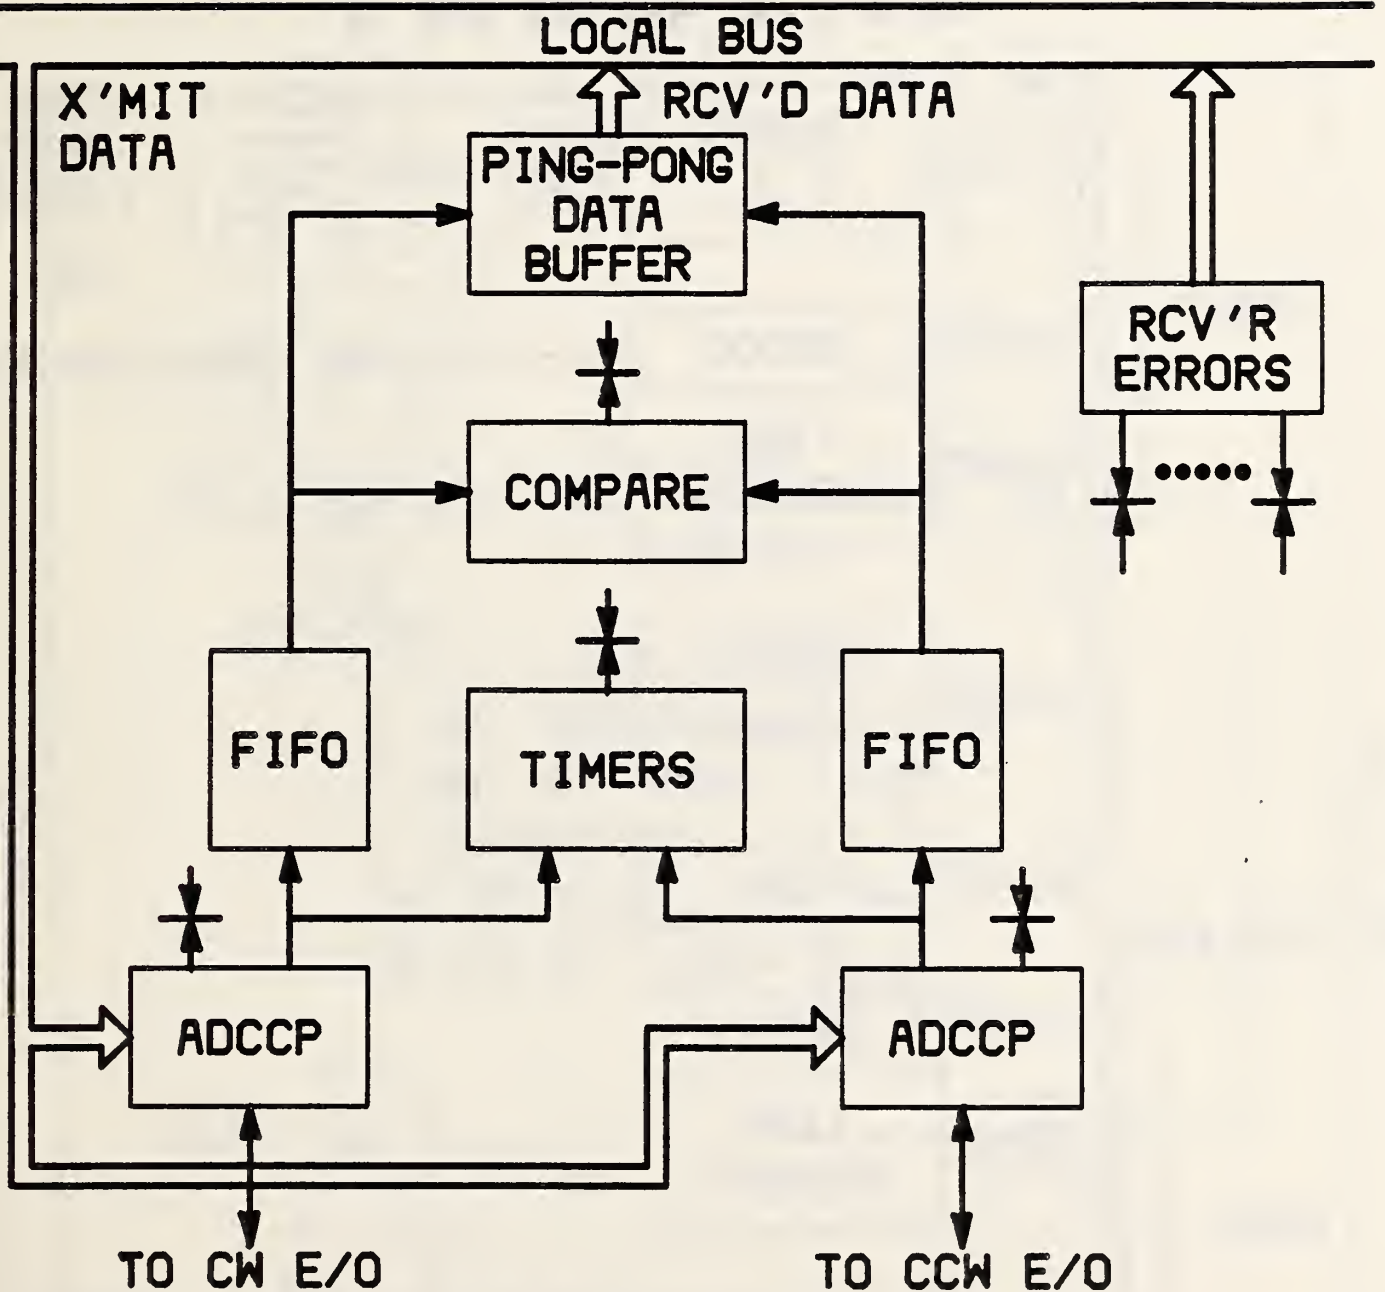 LOCAL BUS
X'MIT
DATA
RCV'D DATA
PING-PONG
DATA
BUFFER
RCV'R
ERRORS
COMPARE
FIFO
TIMERS
FIFO
ADCCP
ADCCP
TO CW E/O
TO CCW E/O